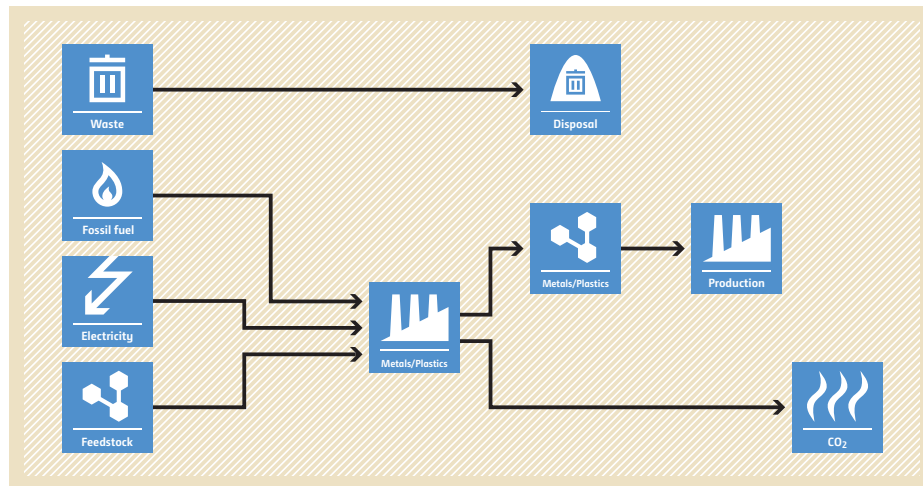 Waste
Disposal
Fossil fuel
Metals/Plastics
Production
Electricity
Metals/Plastics
Feedstock
CO₂